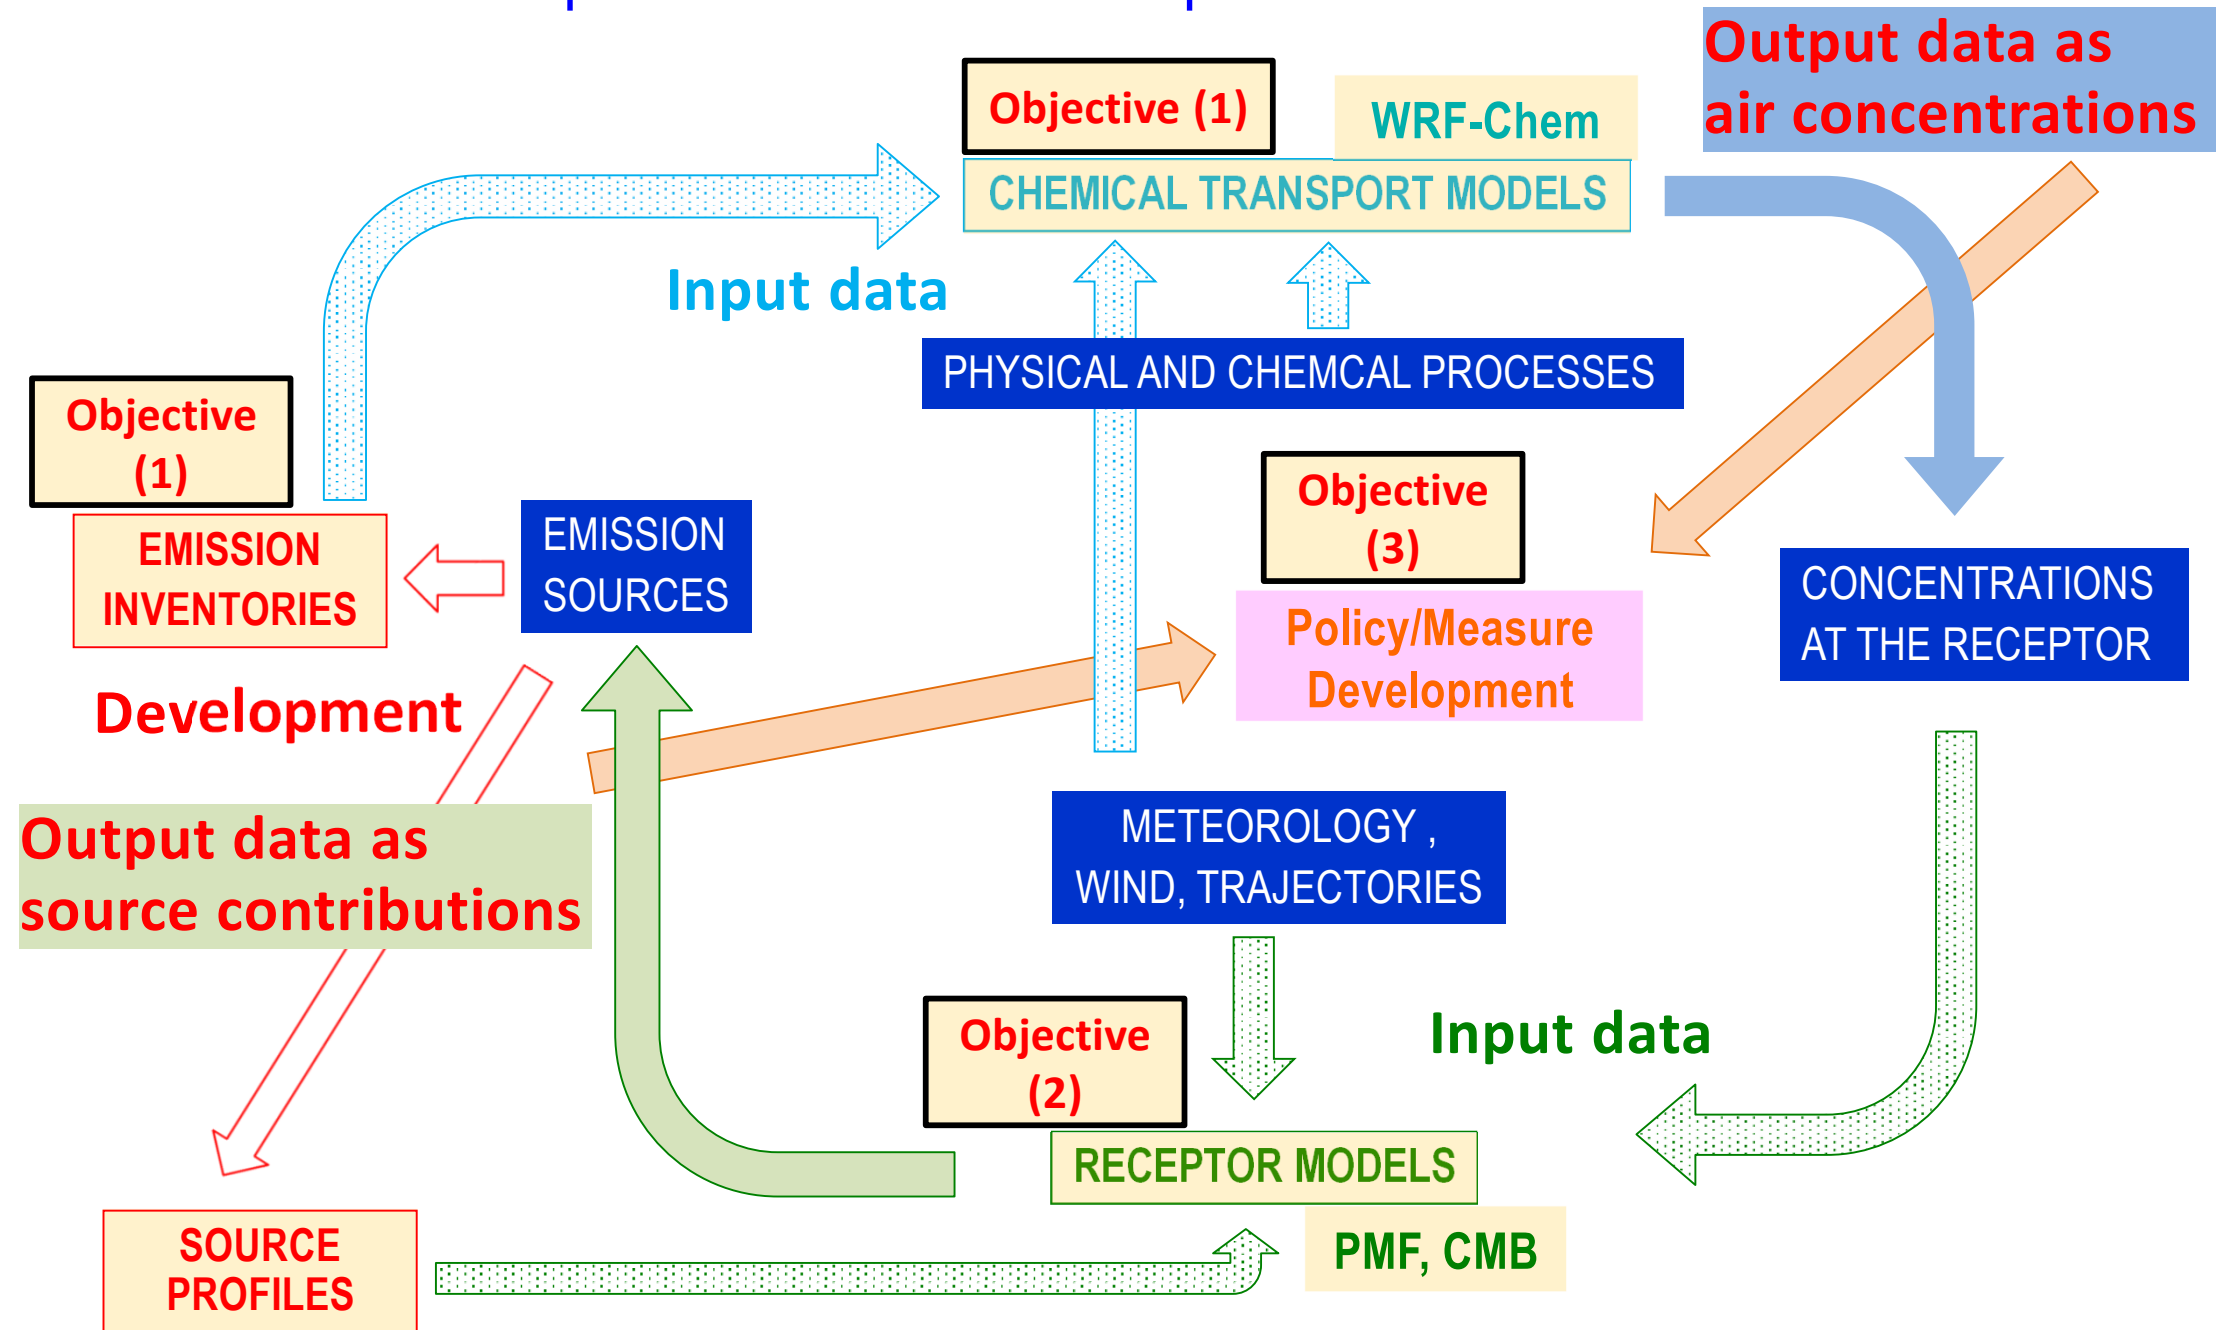 Output data as
air concentrations
Objective (1)
WRF-Chem
CHEMICAL TRANSPORT MODELS
Input data
PHYSICAL AND CHEMCAL PROCESSES
Objective
(1)
EMISSION
INVENTORIES
EMISSION
SOURCES
Objective
(3)
Policy/Measure
Development
CONCENTRATIONS
AT THE RECEPTOR
Development
Output data as
source contributions
METEOROLOGY ,
WIND, TRAJECTORIES
Objective
(2)
Input data
RECEPTOR MODELS
PMF, CMB
SOURCE
PROFILES